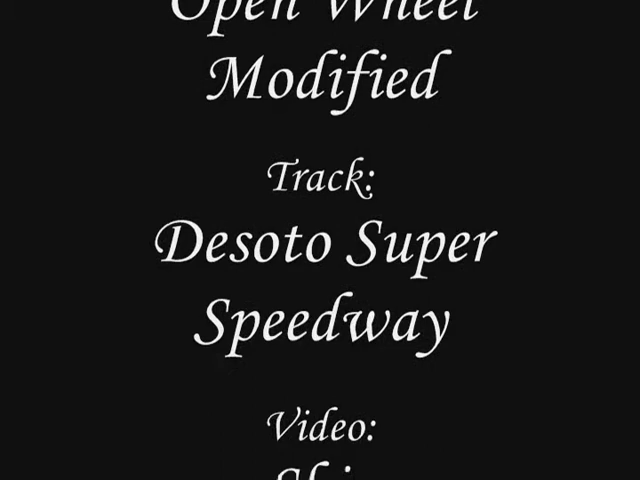 Open Wheel
Modified
Track:
Desoto Super
Speedway
Video: